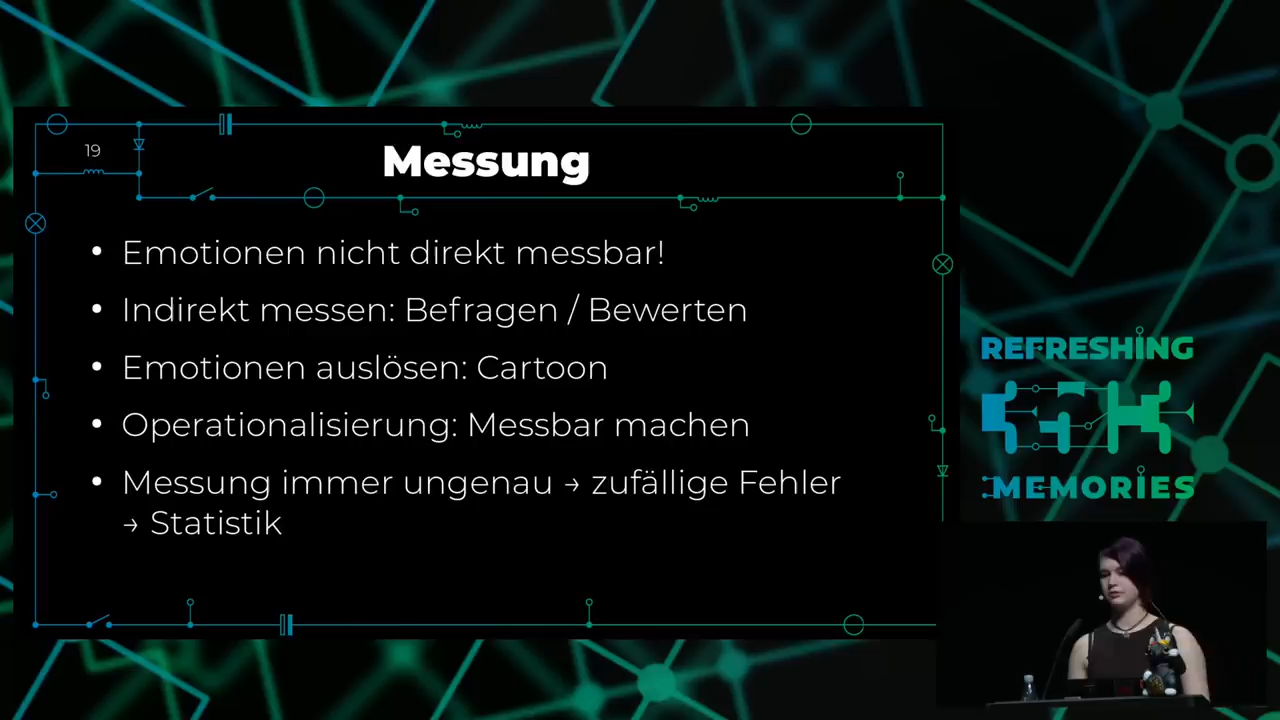 19
Messung
• Emotionen nicht direkt messbar!
• Indirekt messen: Befragen / Bewerten
• Emotionen auslösen: Cartoon
• Operationalisierung: Messbar machen
• Messung immer ungenau → zufällige Fehler
→ Statistik
REFRESHING
MEMORIES